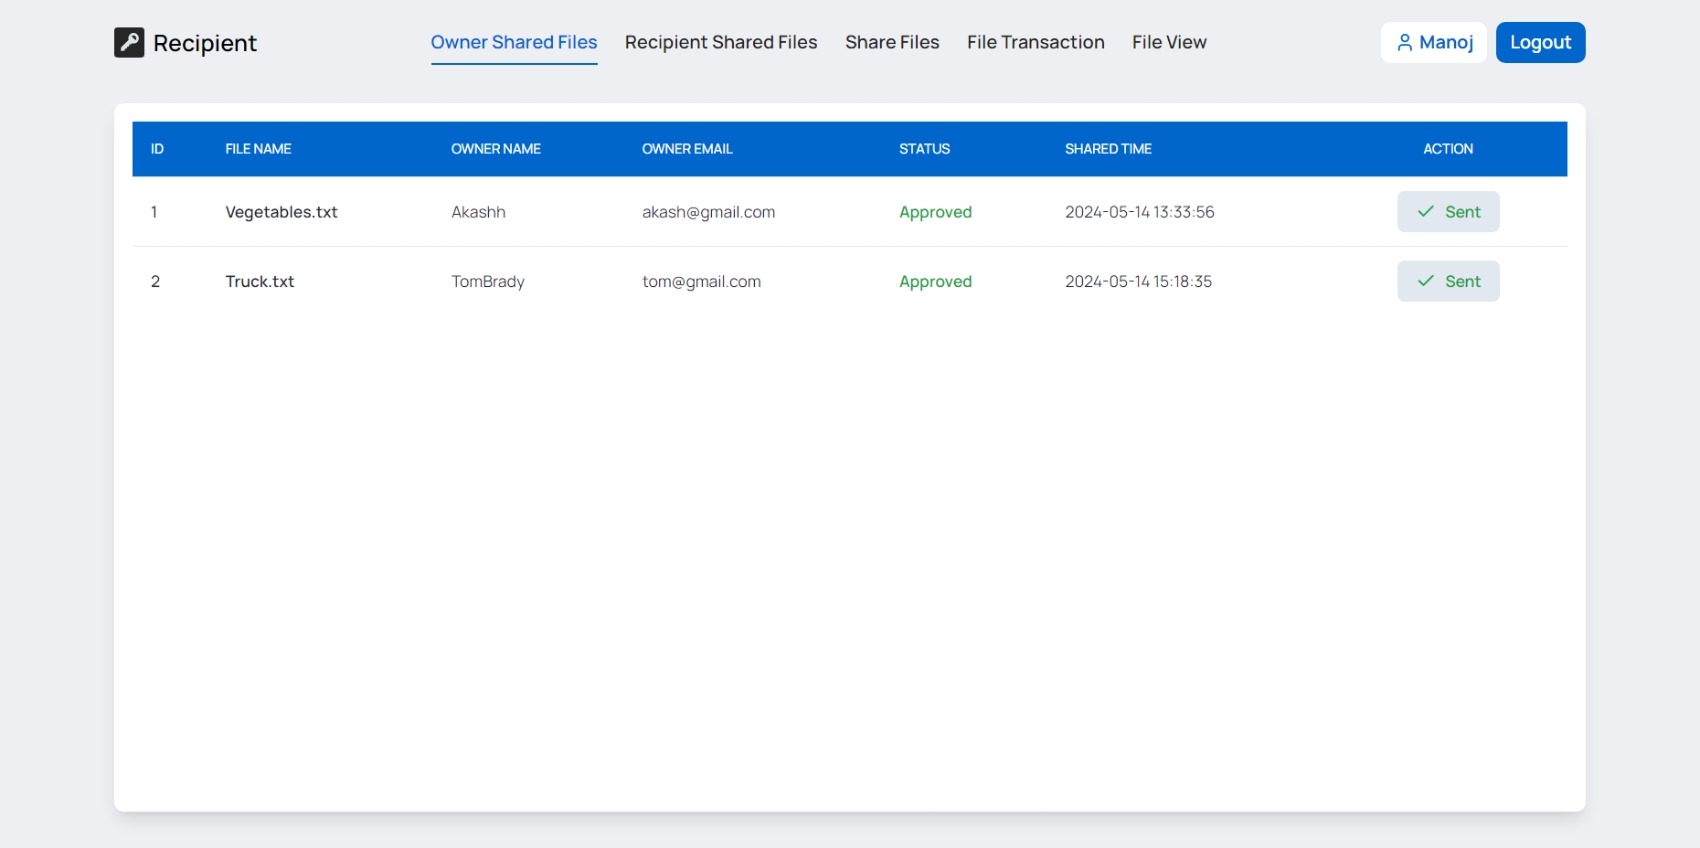 Recipient
Owner Shared Files Recipient Shared Files Share Files File Transaction File View
Manoj Logout
ID FILE NAME OWNER NAME OWNER EMAIL STATUS SHARED TIME ACTION
1 Vegetables.txt Akashh akash@gmail.com Approved 2024-05-14 13:33:56 Sent
2 Truck.txt TomBrady tom@gmail.com Approved 2024-05-14 15:18:35 Sent